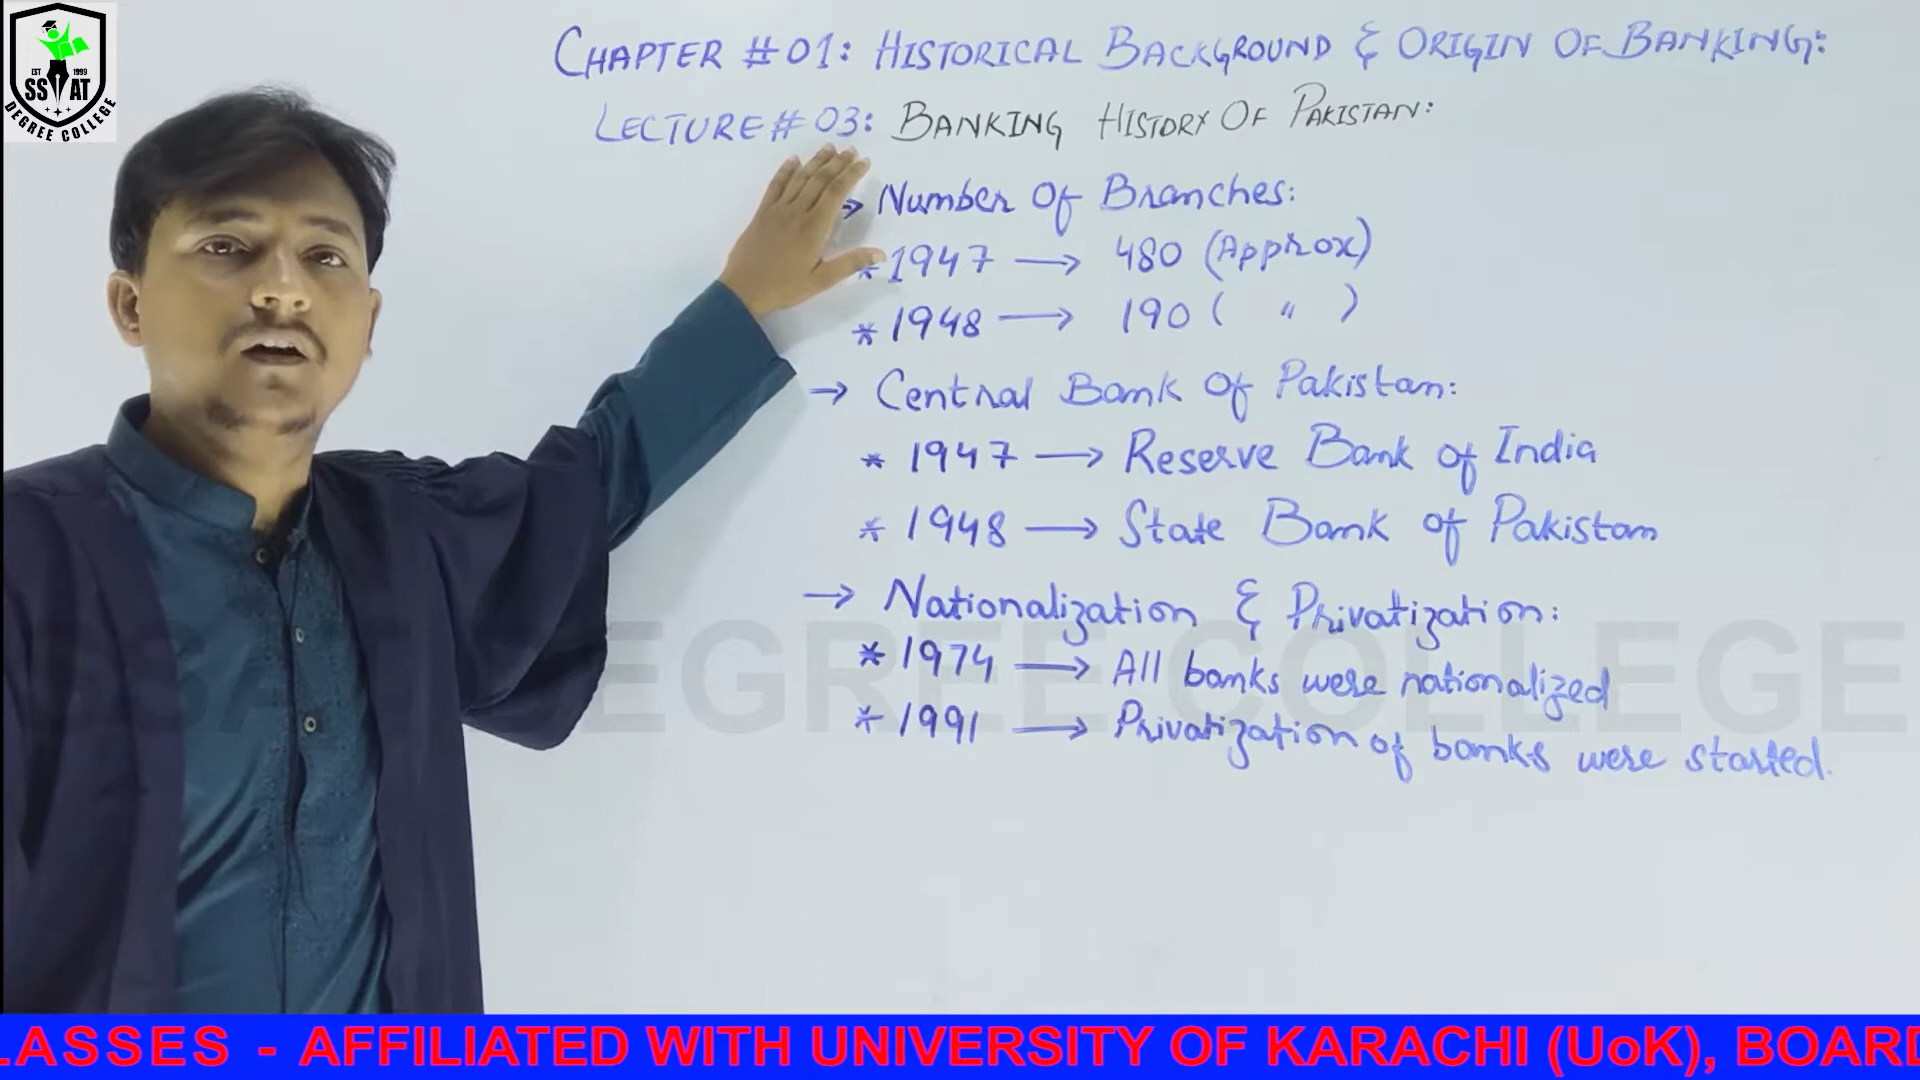 CHAPTER #01: HISTORICAL BACKGROUND & ORIGIN OF BANKING:
LECTURE #03: BANKING HISTORY OF PAKISTAN:
→ Number Of Branches:
* 1947 → 480 (Approx)
* 1948 → 190 ( " )
→ Central Bank Of Pakistan:
* 1947 → Reserve Bank of India
* 1948 → State Bank of Pakistan
→ Nationalization & Privatization:
* 1974 → All banks were nationalized
* 1991 → Privatization of banks were started.
EST 1999
SS AT
DEGREE COLLEGE
SSAT DEGREE COLLEGE
LASSES - AFFILIATED WITH UNIVERSITY OF KARACHI (UoK), BOARD